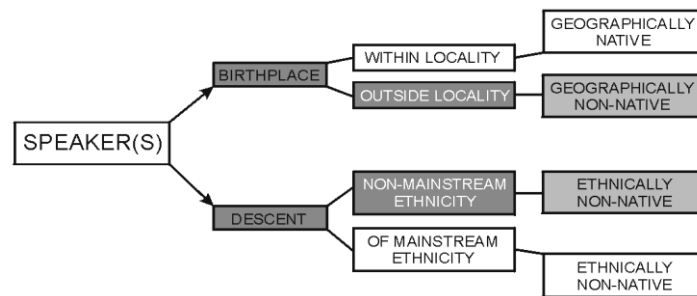 GEOGRAPHICALLY
NATIVE
WITHIN LOCALITY
BIRTHPLACE
OUTSIDE LOCALITY
GEOGRAPHICALLY
NON-NATIVE
SPEAKER(S)
NON-MAINSTREAM
ETHNICITY
ETHNICALLY
NON-NATIVE
DESCENT
OF MAINSTREAM
ETHNICITY
ETHNICALLY
NON-NATIVE